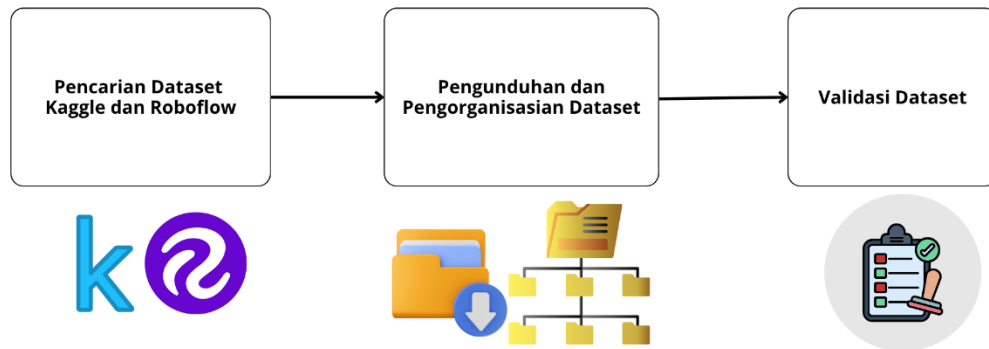 Pencarian Dataset
Kaggle dan Roboflow
Pengunduhan dan
Pengorganisasian Dataset
Validasi Dataset
k